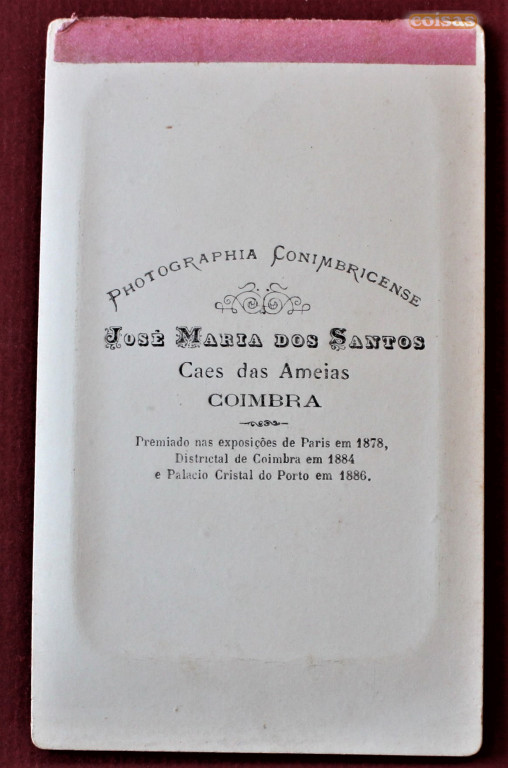 coisas
PHOTOGRAPHIA CONIMBRICENSE
JOSÉ MARIA DOS SANTOS
Caes das Ameias
COIMBRA
Premiado nas exposições de Paris em 1878,
Districtal de Coimbra em 1884
e Palacio Cristal do Porto em 1886.